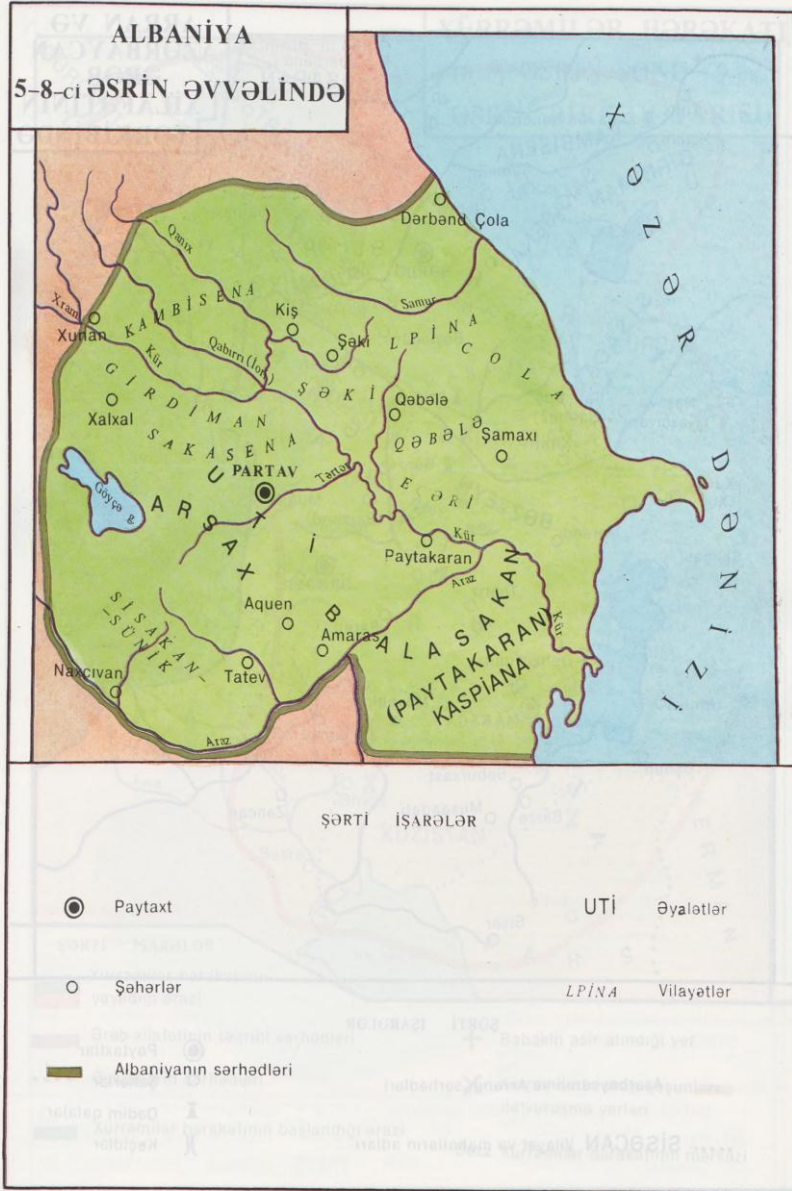 ALBANİYA
5-8-ci ƏSRİN ƏVVƏLİNDƏ
XƏZƏR DƏNİZİ
Dərbənd Çola
Qanıx
Samur
Xram
Xunan
KAMBİSENA
Kiş
Şəki
LPİNA
COLA
Kür
Qabırrı (İori)
ŞƏKİ
GİRDİMAN
Xalxal
SAKASENA
Qəbələ
QƏBƏLƏ
Şamaxı
PARTAV
UTİ
Tərtər
EJƏRİ
Göyçə g.
ARSAX
Kür
Paytakaran
Araz
BALASAKAN
(PAYTAKARAN)
KASPİANA
Kür
SİSAKAN-
-SÜNİK
Aquen
Amaras
Tatev
Naxcıvan
Araz
ŞƏRTİ İŞARƏLƏR
Paytaxt
UTİ Əyalətlər
Şəhərlər
LPİNA Vilayətlər
Albaniyanın sərhədləri